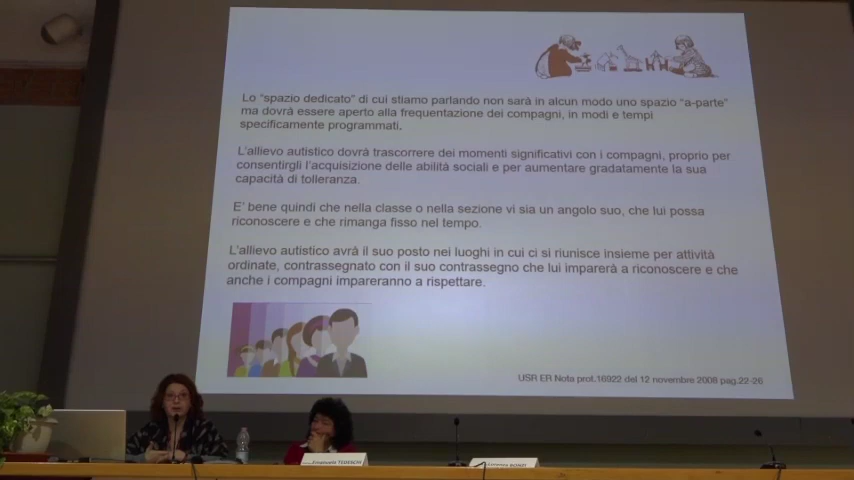 Lo "spazio dedicato" di cui stiamo parlando non sarà in alcun modo uno spazio "a-parte"
ma dovrà essere aperto alla frequentazione dei compagni, in modi e tempi
specificamente programmati.
L'allievo autistico dovrà trascorrere dei momenti significativi con i compagni, proprio per
consentirgli l'acquisizione delle abilità sociali e per aumentare gradatamente la sua
capacità di tolleranza.
E' bene quindi che nella classe o nella sezione vi sia un angolo suo, che lui possa
riconoscere e che rimanga fisso nel tempo.
L'allievo autistico avrà il suo posto nei luoghi in cui ci si riunisce insieme per attività
ordinate, contrassegnato con il suo contrassegno che lui imparerà a riconoscere e che
anche i compagni impareranno a rispettare.
USR ER Nota prot.16922 del 12 novembre 2008 pag.22-26
Emanuela TEDESCHI